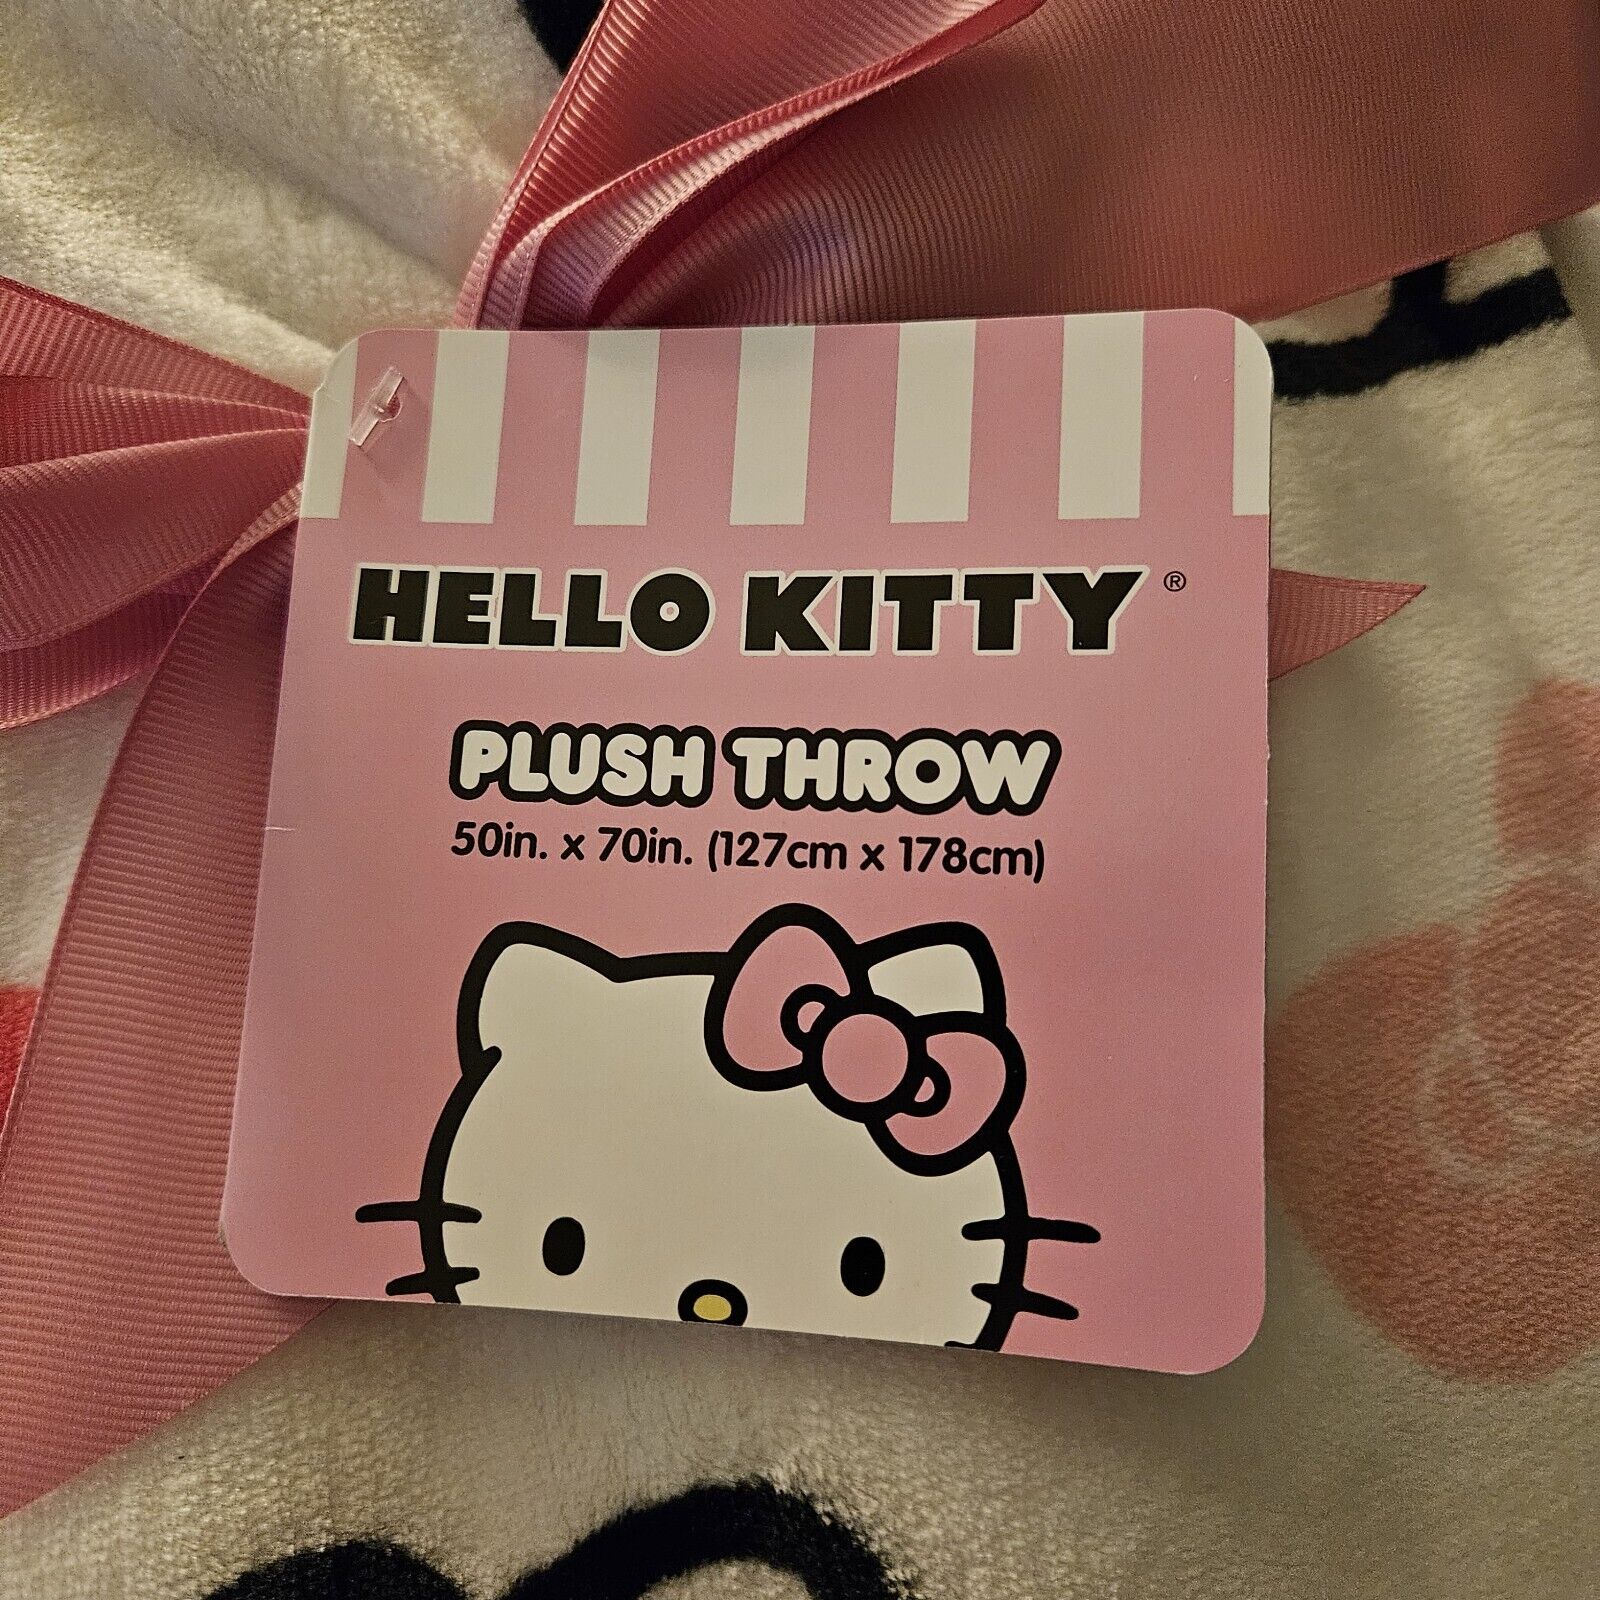 HELLO KITTY®
PLUSH THROW
50in. x 70in. (127cm x 178cm)